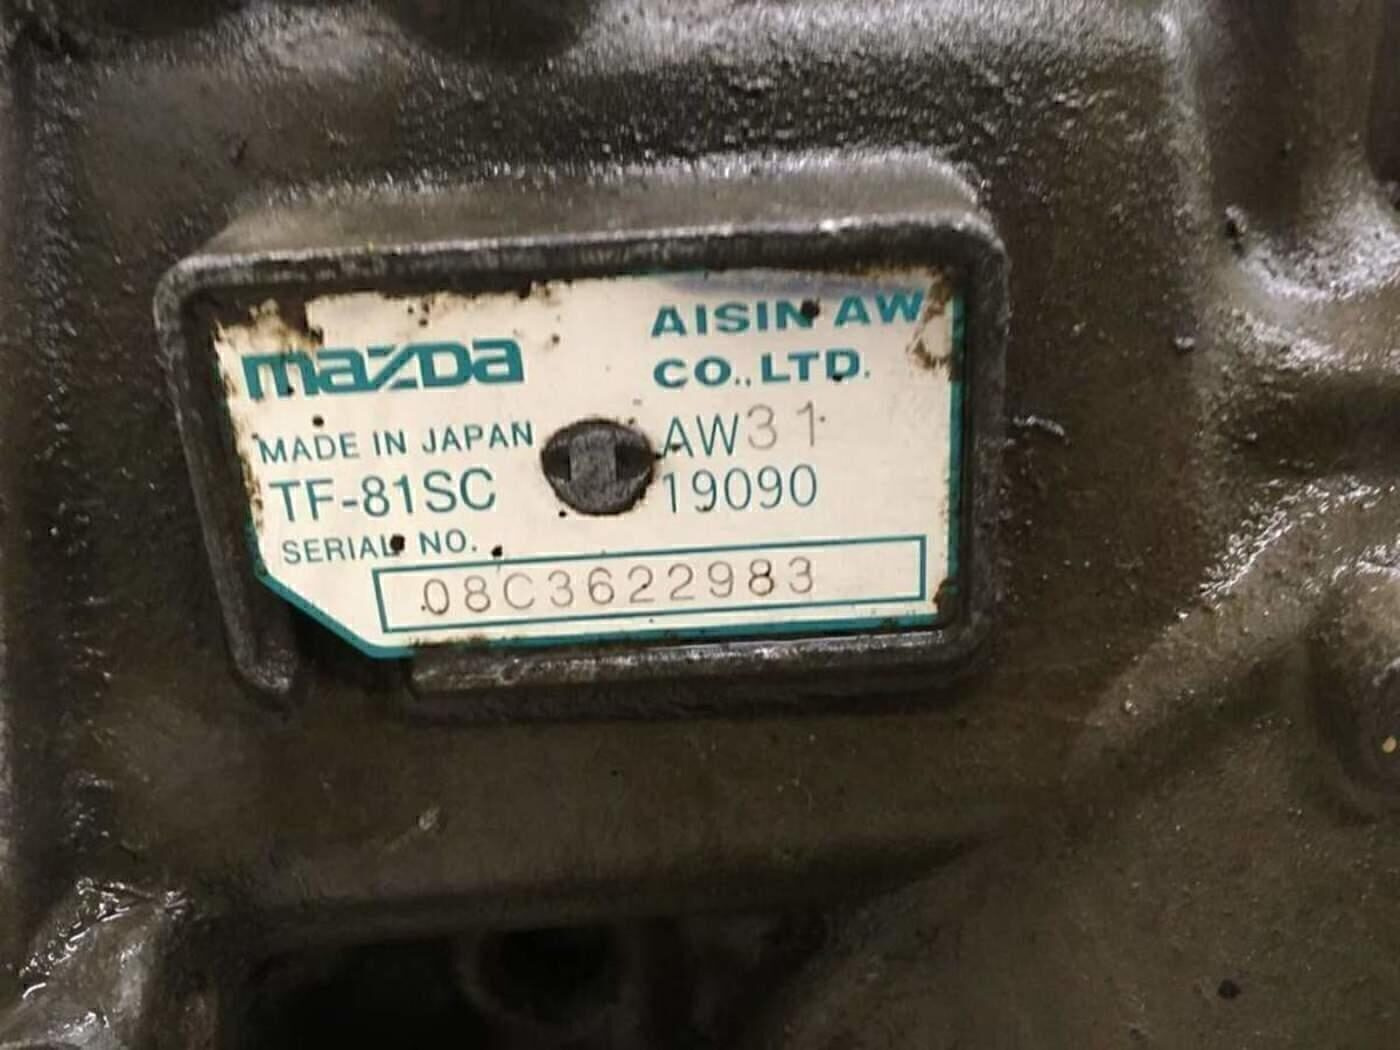 mazda
AISIN AW
CO.,LTD.
MADE IN JAPAN
AW31
TF-81SC
19090
SERIAL NO.
08C3622983